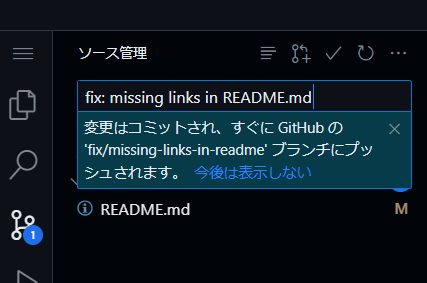 ソース管理
fix: missing links in README.md
変更はコミットされ、すぐに GitHub の
'fix/missing-links-in-readme' ブランチにプッ
シュされます。 今後は表示しない
1
README.md
M